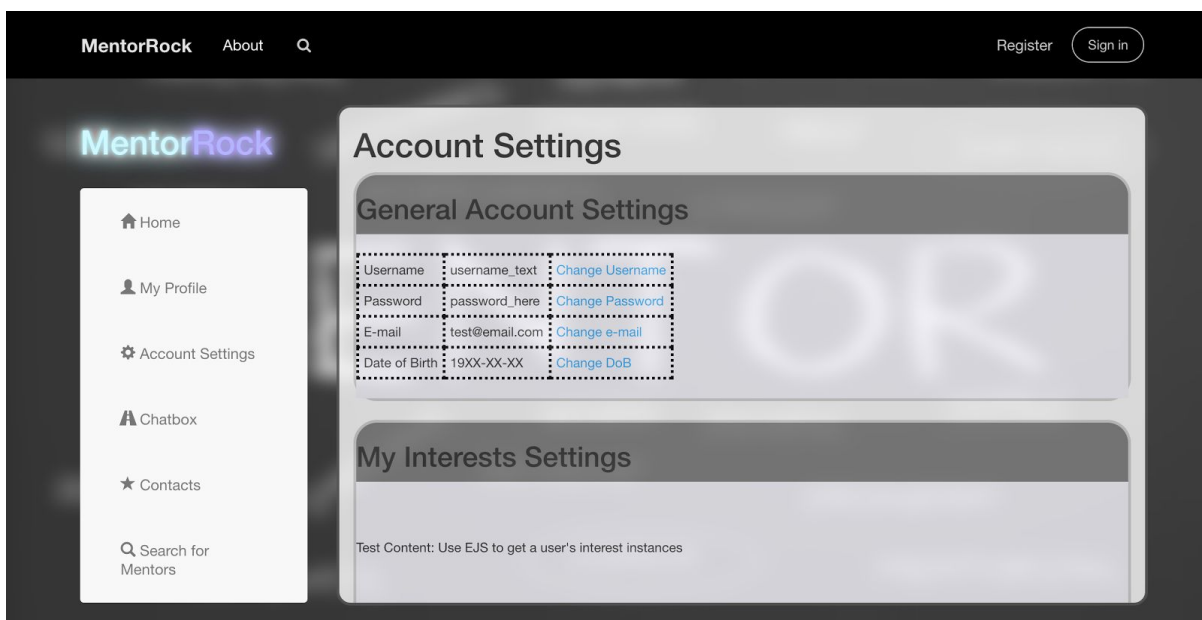 MentorRock About Register Sign in
MentorRock
Home
My Profile
Account Settings
Chatbox
Contacts
Search for
Mentors
Account Settings
General Account Settings
Username username_text Change Username
Password password_here Change Password
E-mail test@email.com Change e-mail
Date of Birth 19XX-XX-XX Change DoB
My Interests Settings
Test Content: Use EJS to get a user's interest instances